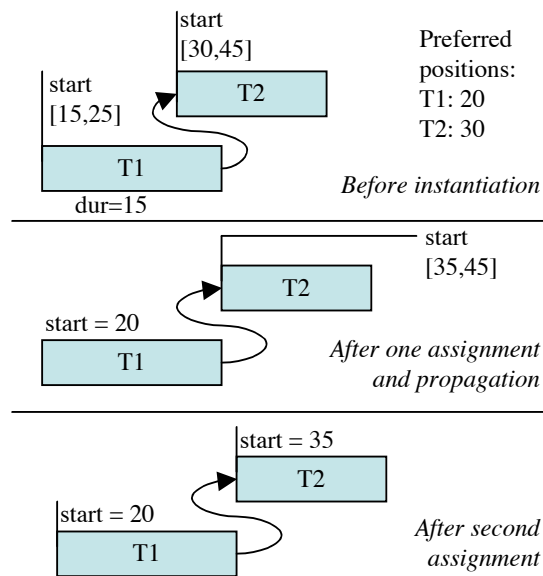 start
[30,45]
T2
start
[15,25]
T1
dur=15
Preferred
positions:
T1: 20
T2: 30
Before instantiation
start
[35,45]
T2
start = 20
T1
After one assignment
and propagation
start = 35
T2
start = 20
T1
After second
assignment